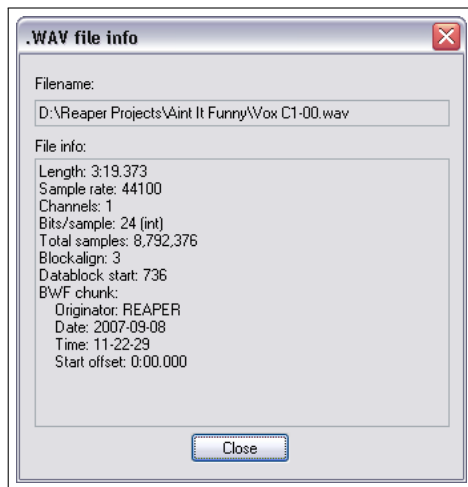 .WAV file info
Filename:
D:\Reaper Projects\Aint It Funny\Vox C1-00.wav
File info:
Length: 3:19.373
Sample rate: 44100
Channels: 1
Bits/sample: 24 (int)
Total samples: 8,792,376
Blockalign: 3
Datablock start: 736
BWF chunk:
Originator: REAPER
Date: 2007-09-08
Time: 11-22-29
Start offset: 0:00.000
Close